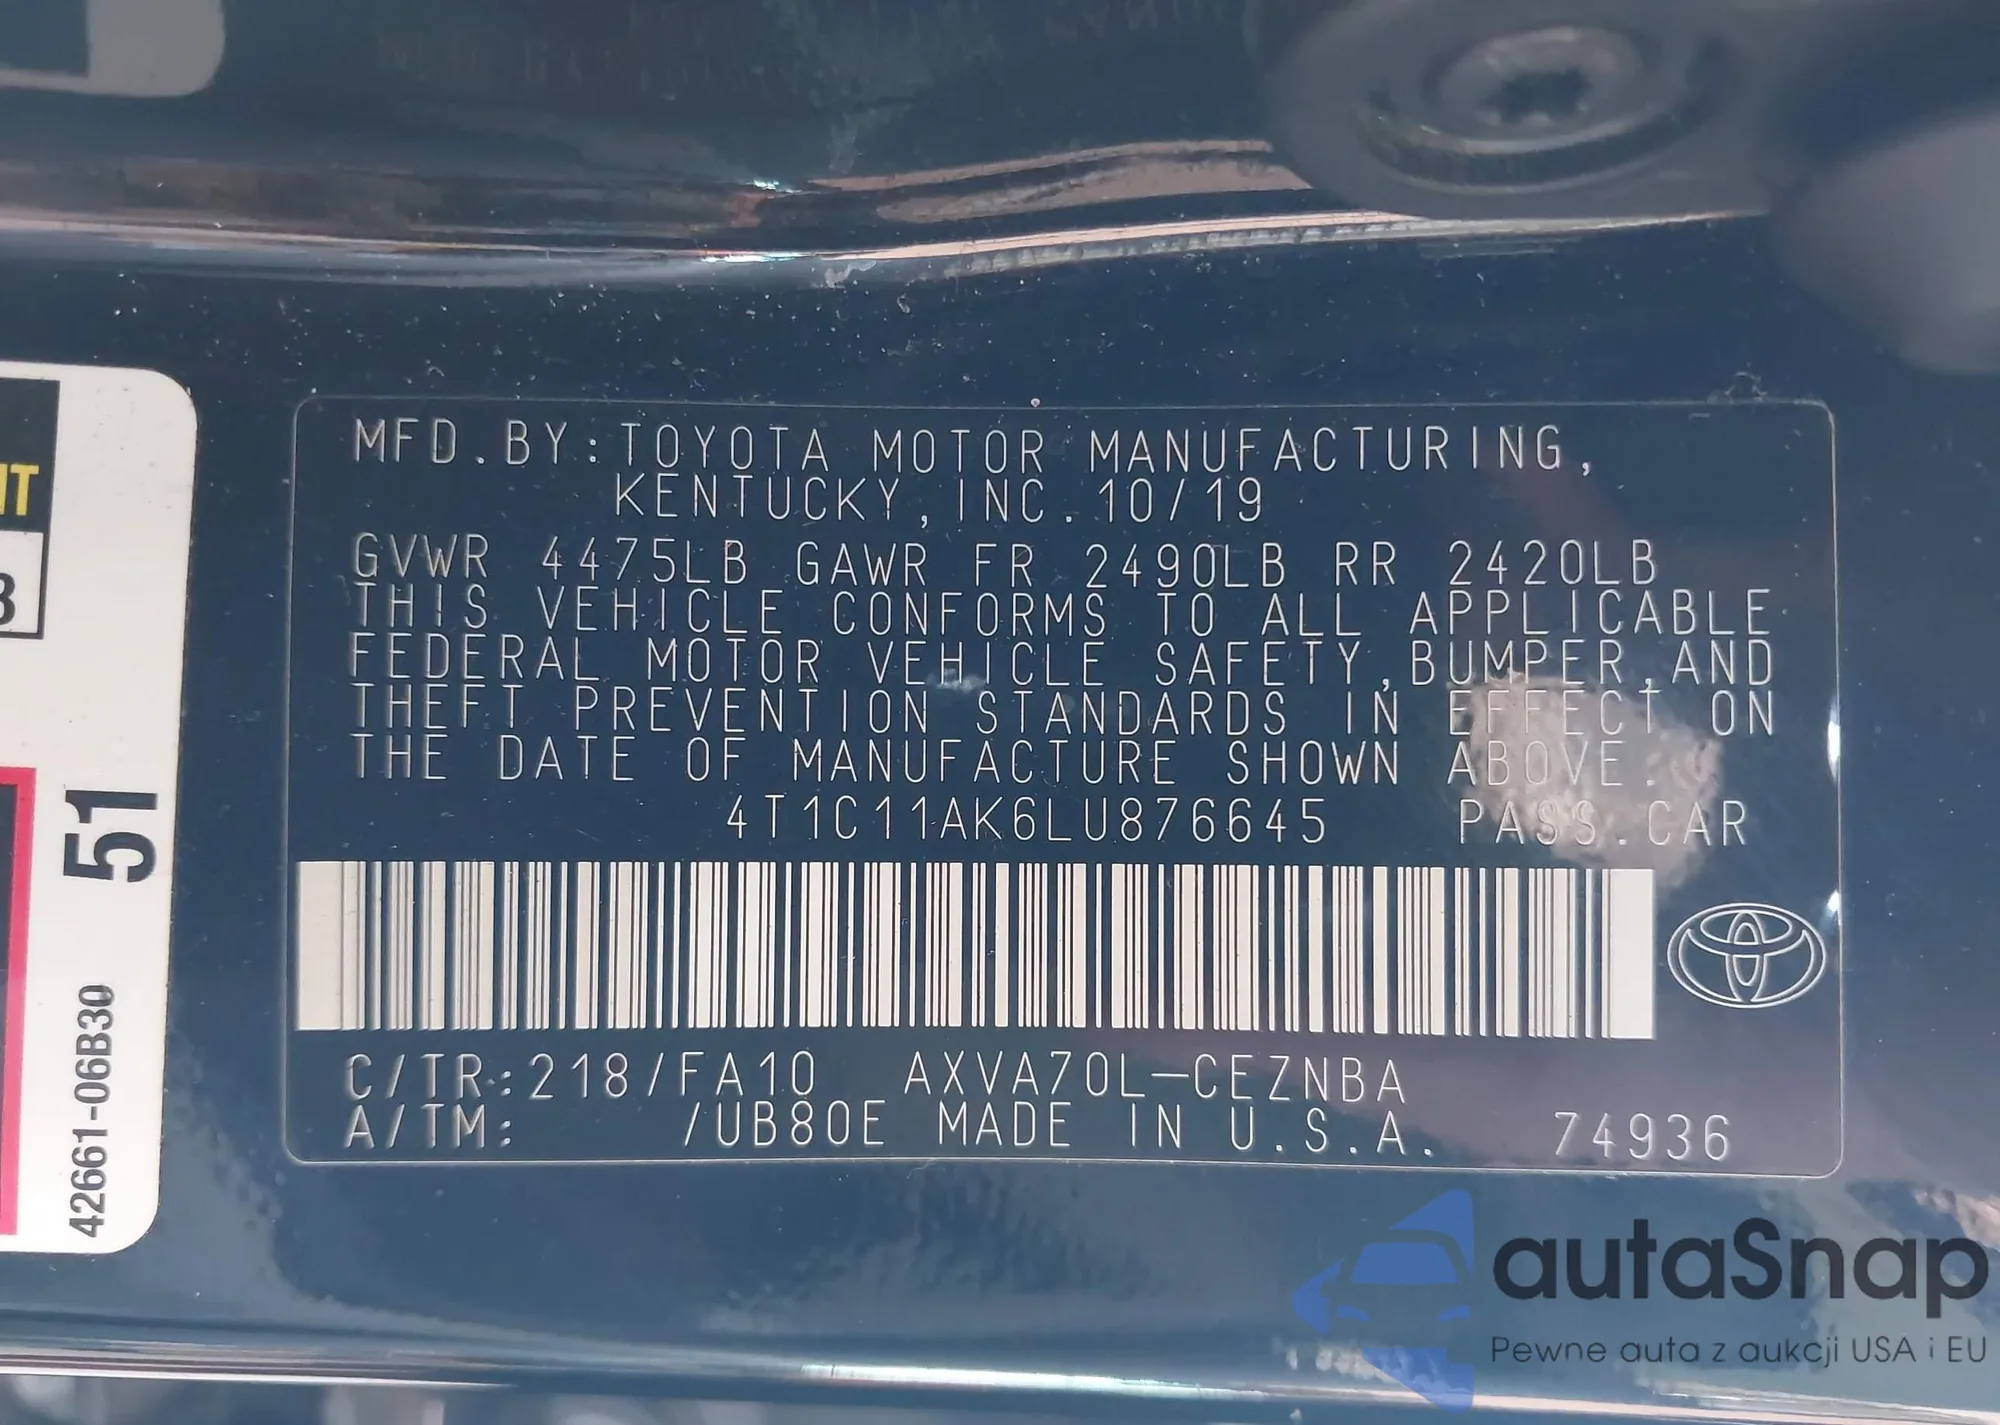 MFD.BY:TOYOTA MOTOR MANUFACTURING,
KENTUCKY,INC.10/19
GVWR 4475LB GAWR FR 2490LB RR 2420LB
THIS VEHICLE CONFORMS TO ALL APPLICABLE
FEDERAL MOTOR VEHICLE SAFETY,BUMPER,AND
THEFT PREVENTION STANDARDS IN EFFECT ON
THE DATE OF MANUFACTURE SHOWN ABOVE.
4T1C11AK6LU876645 PASS.CAR
C/TR:218/FA10 AXVA70L-CEZNBA
A/TM: /UB80E MADE IN U.S.A. 74936
51
42661-06B30
autaSnap
Pewne auta z aukcji USA i EU